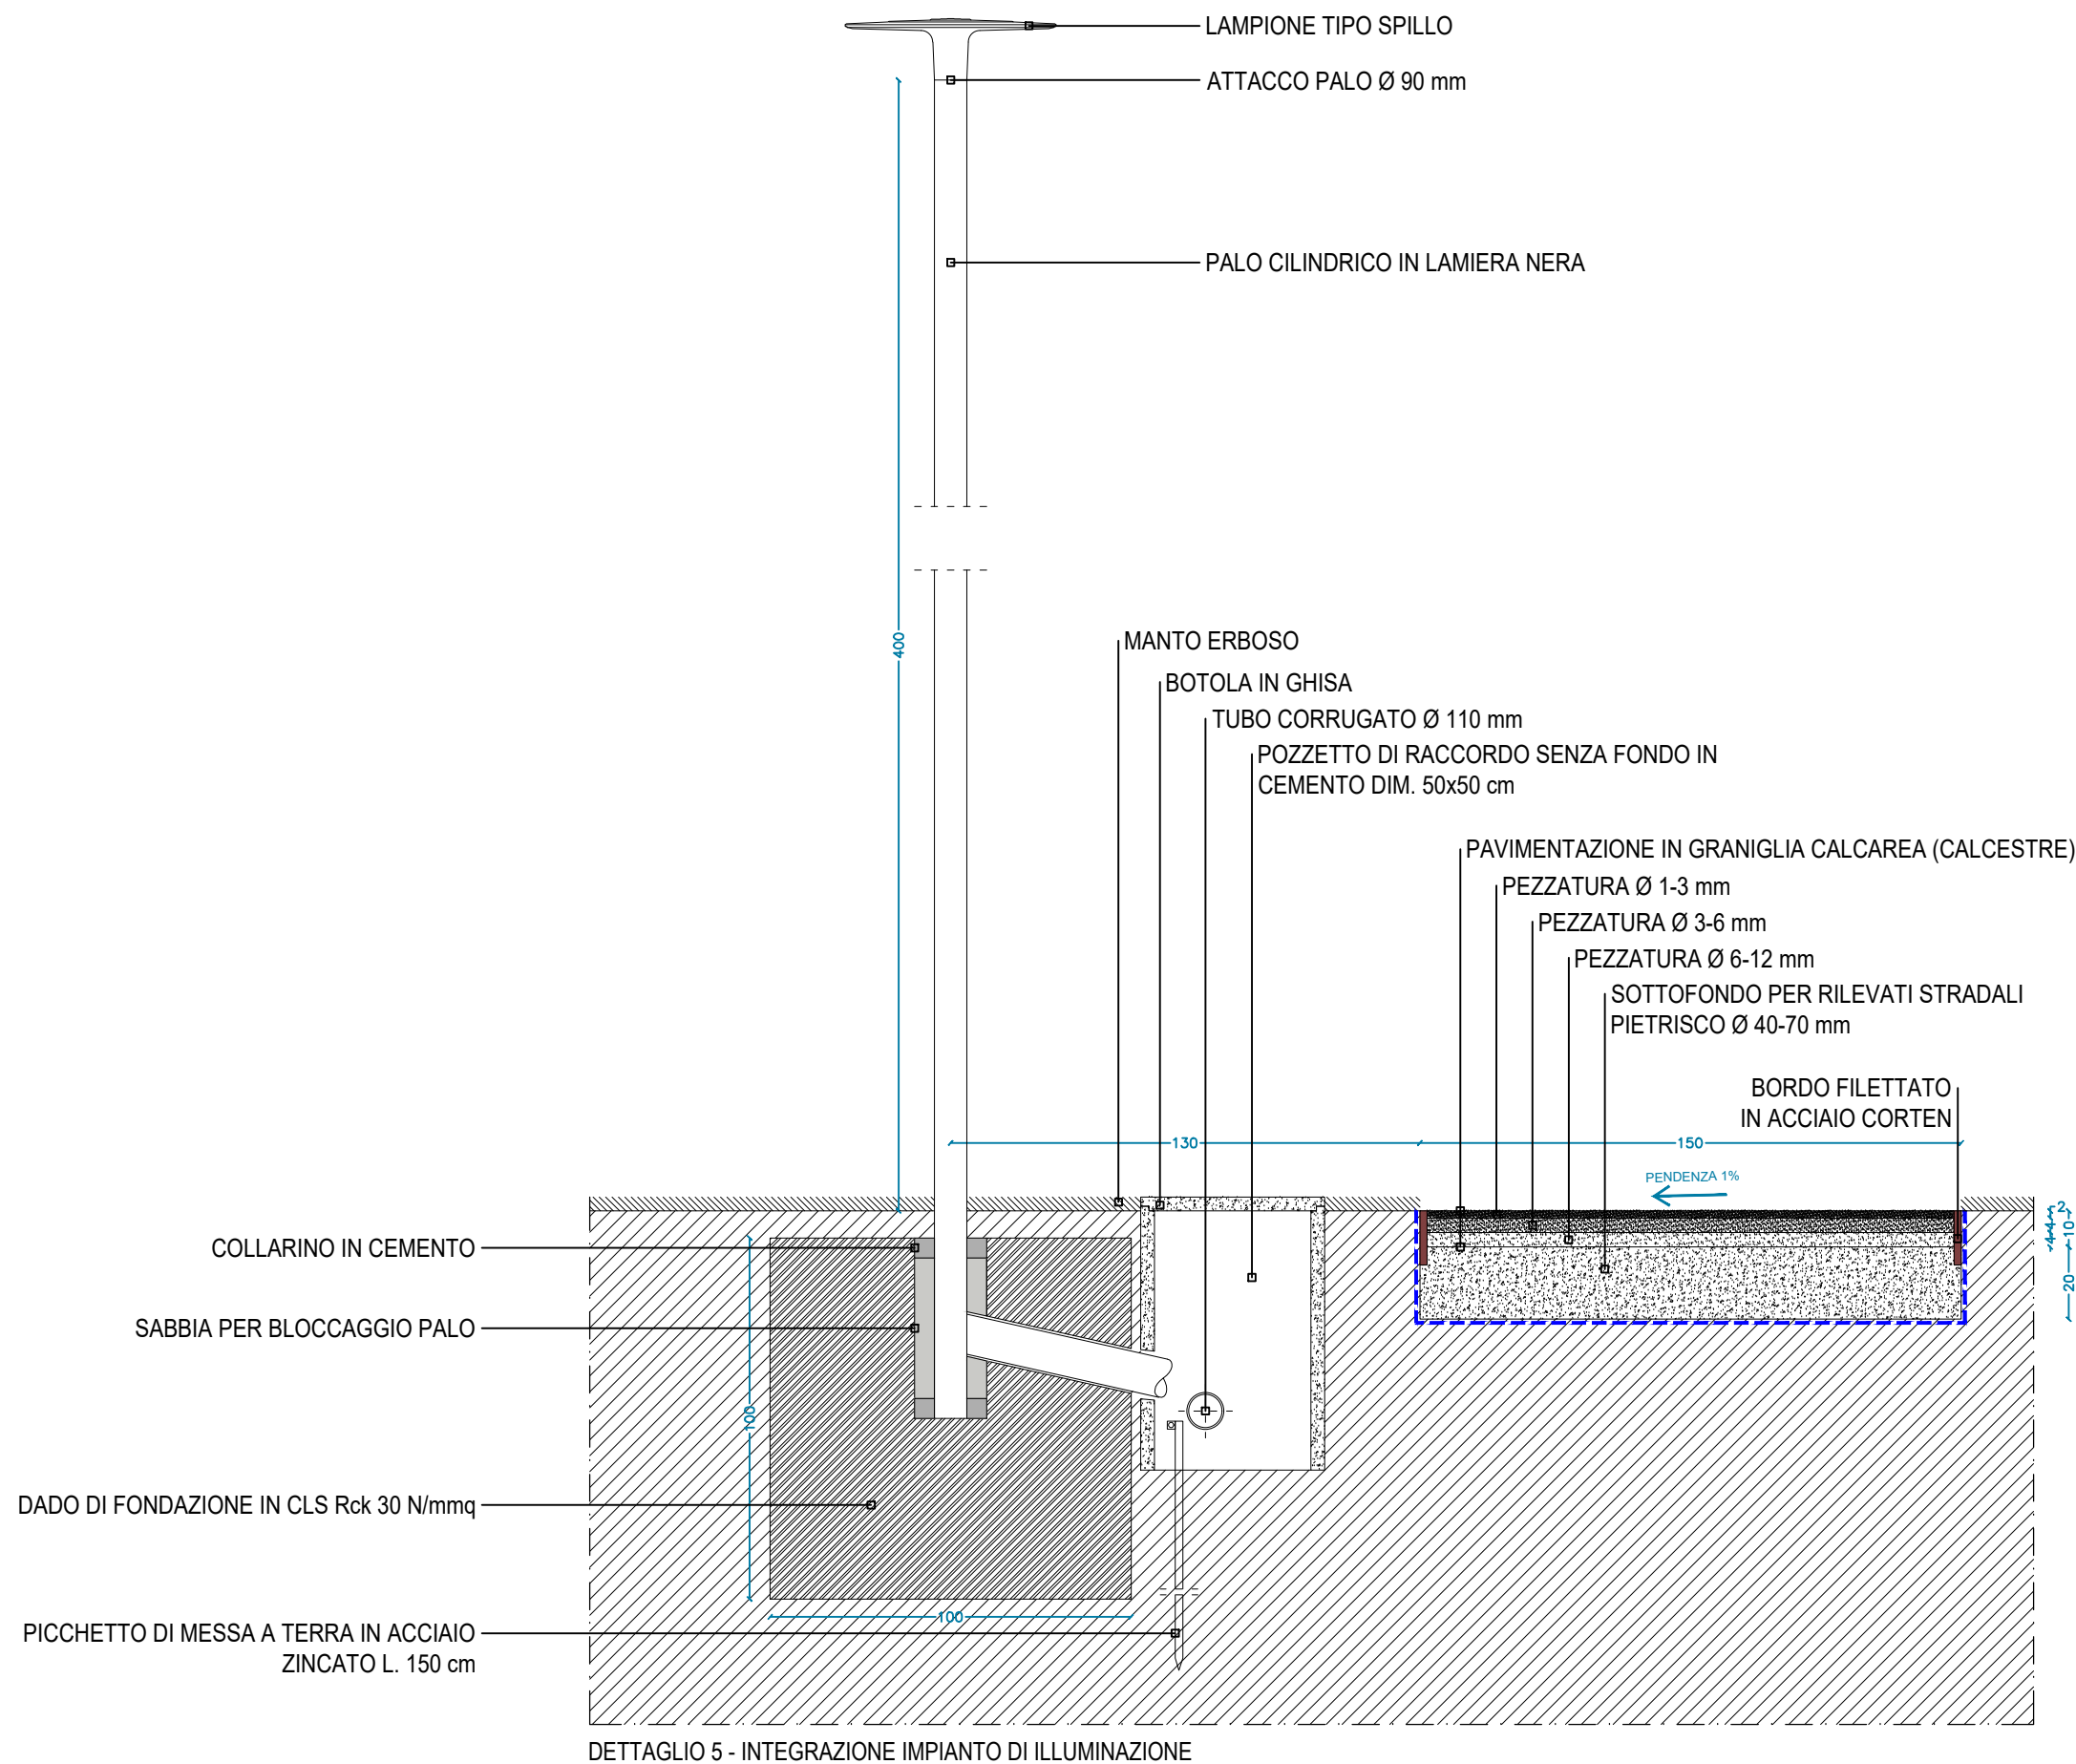 LAMPIONE TIPO SPILLO
ATTACCO PALO Ø 90 mm
PALO CILINDRICO IN LAMIERA NERA
400
MANTO ERBOSO
BOTOLA IN GHISA
TUBO CORRUGATO Ø 110 mm
POZZETTO DI RACCORDO SENZA FONDO IN
CEMENTO DIM. 50x50 cm
PAVIMENTAZIONE IN GRANIGLIA CALCAREA (CALCESTRE)
PEZZATURA Ø 1-3 mm
PEZZATURA Ø 3-6 mm
PEZZATURA Ø 6-12 mm
SOTTOFONDO PER RILEVATI STRADALI
PIETRISCO Ø 40-70 mm
BORDO FILETTATO
IN ACCIAIO CORTEN
130
150
PENDENZA 1%
2
4
4
10
20
COLLARINO IN CEMENTO
SABBIA PER BLOCCAGGIO PALO
100
DADO DI FONDAZIONE IN CLS Rck 30 N/mmq
100
PICCHETTO DI MESSA A TERRA IN ACCIAIO
ZINCATO L. 150 cm
DETTAGLIO 5 - INTEGRAZIONE IMPIANTO DI ILLUMINAZIONE